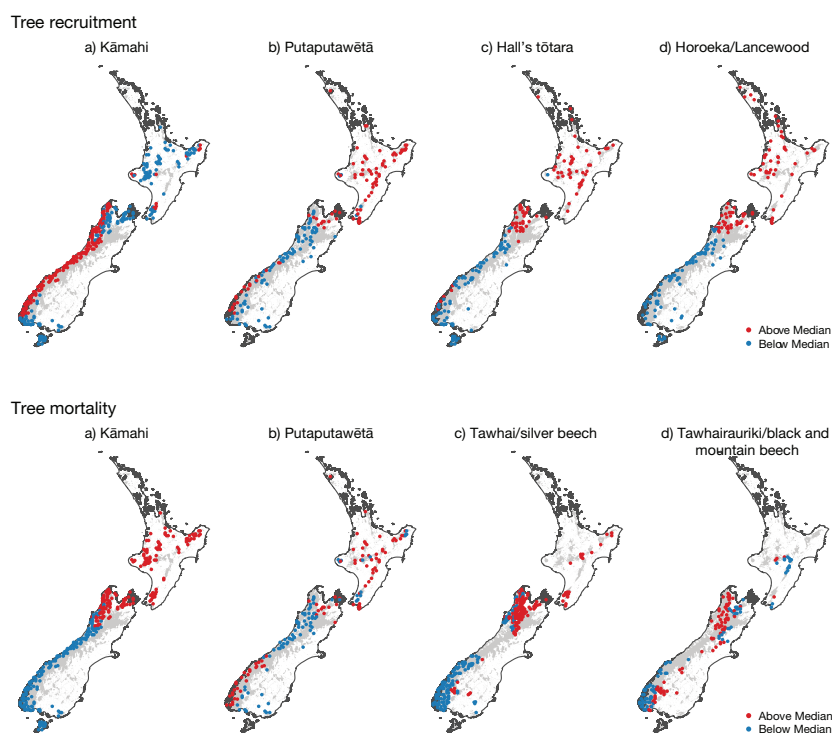 Tree recruitment
a) Kāmahi
b) Putaputawētā
c) Hall's tōtara
d) Horoeka/Lancewood
Above Median
Below Median
Tree mortality
a) Kāmahi
b) Putaputawētā
c) Tawhai/silver beech
d) Tawhairauriki/black and
mountain beech
Above Median
Below Median